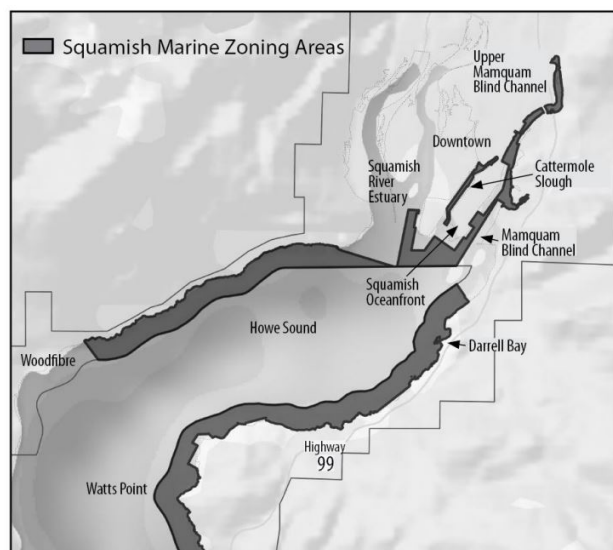 Squamish Marine Zoning Areas
Upper
Mamquam
Blind Channel
Downtown
Cattermole
Slough
Squamish
River
Estuary
Mamquam
Blind Channel
Squamish
Oceanfront
Howe Sound
Darrell Bay
Woodfibre
Highway
99
Watts Point